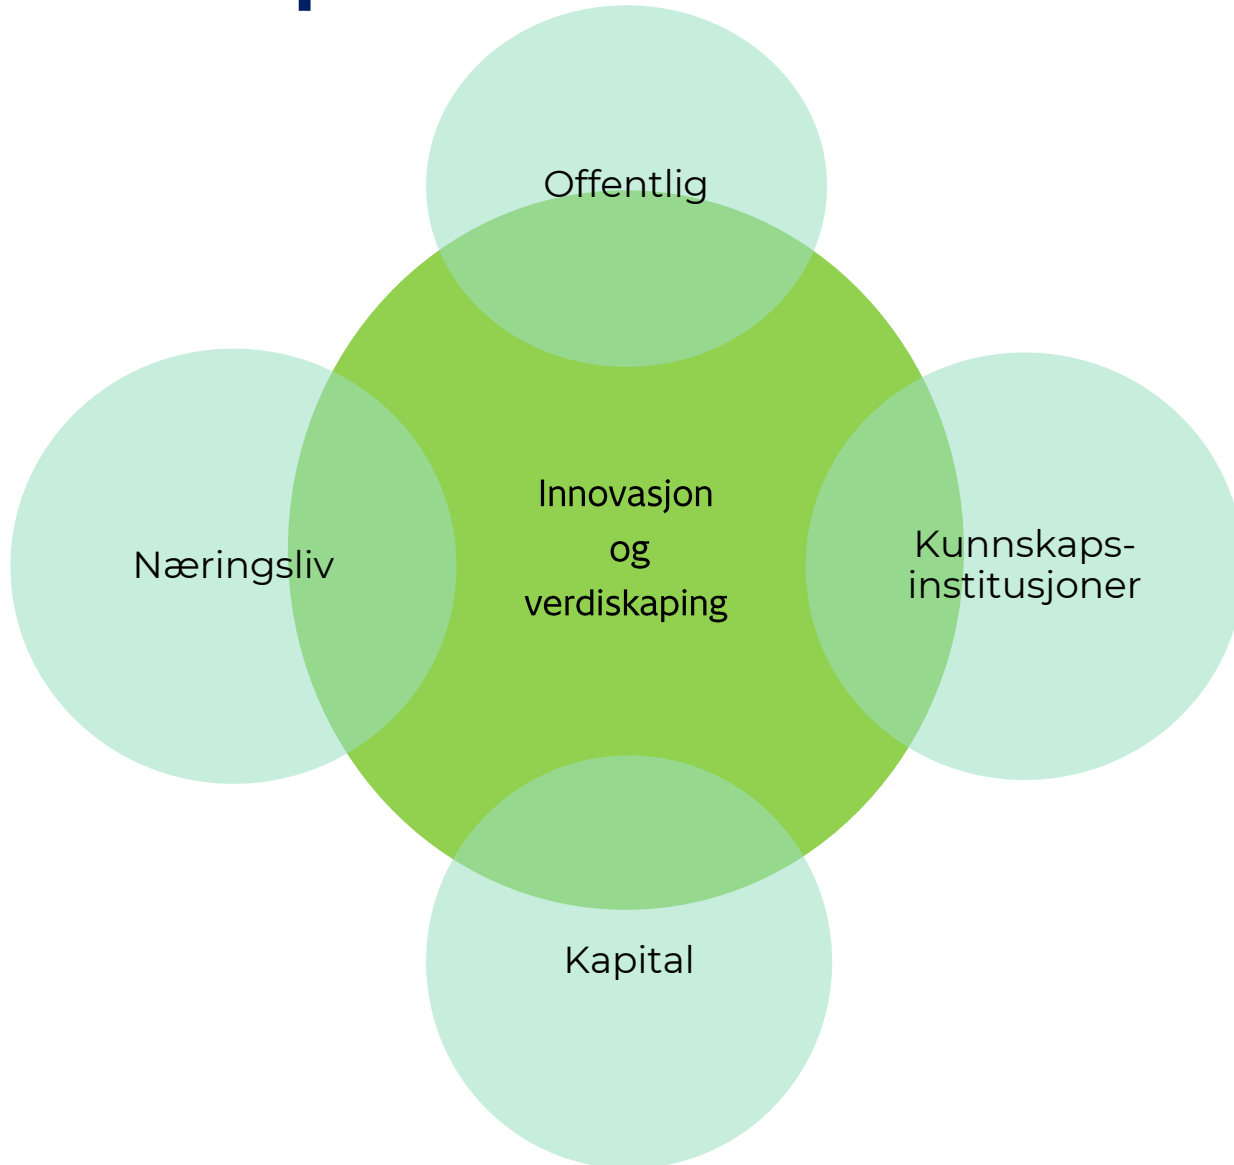 Offentlig
Innovasjon
og
verdiskaping
Næringsliv
Kunnskaps-
institusjoner
Kapital